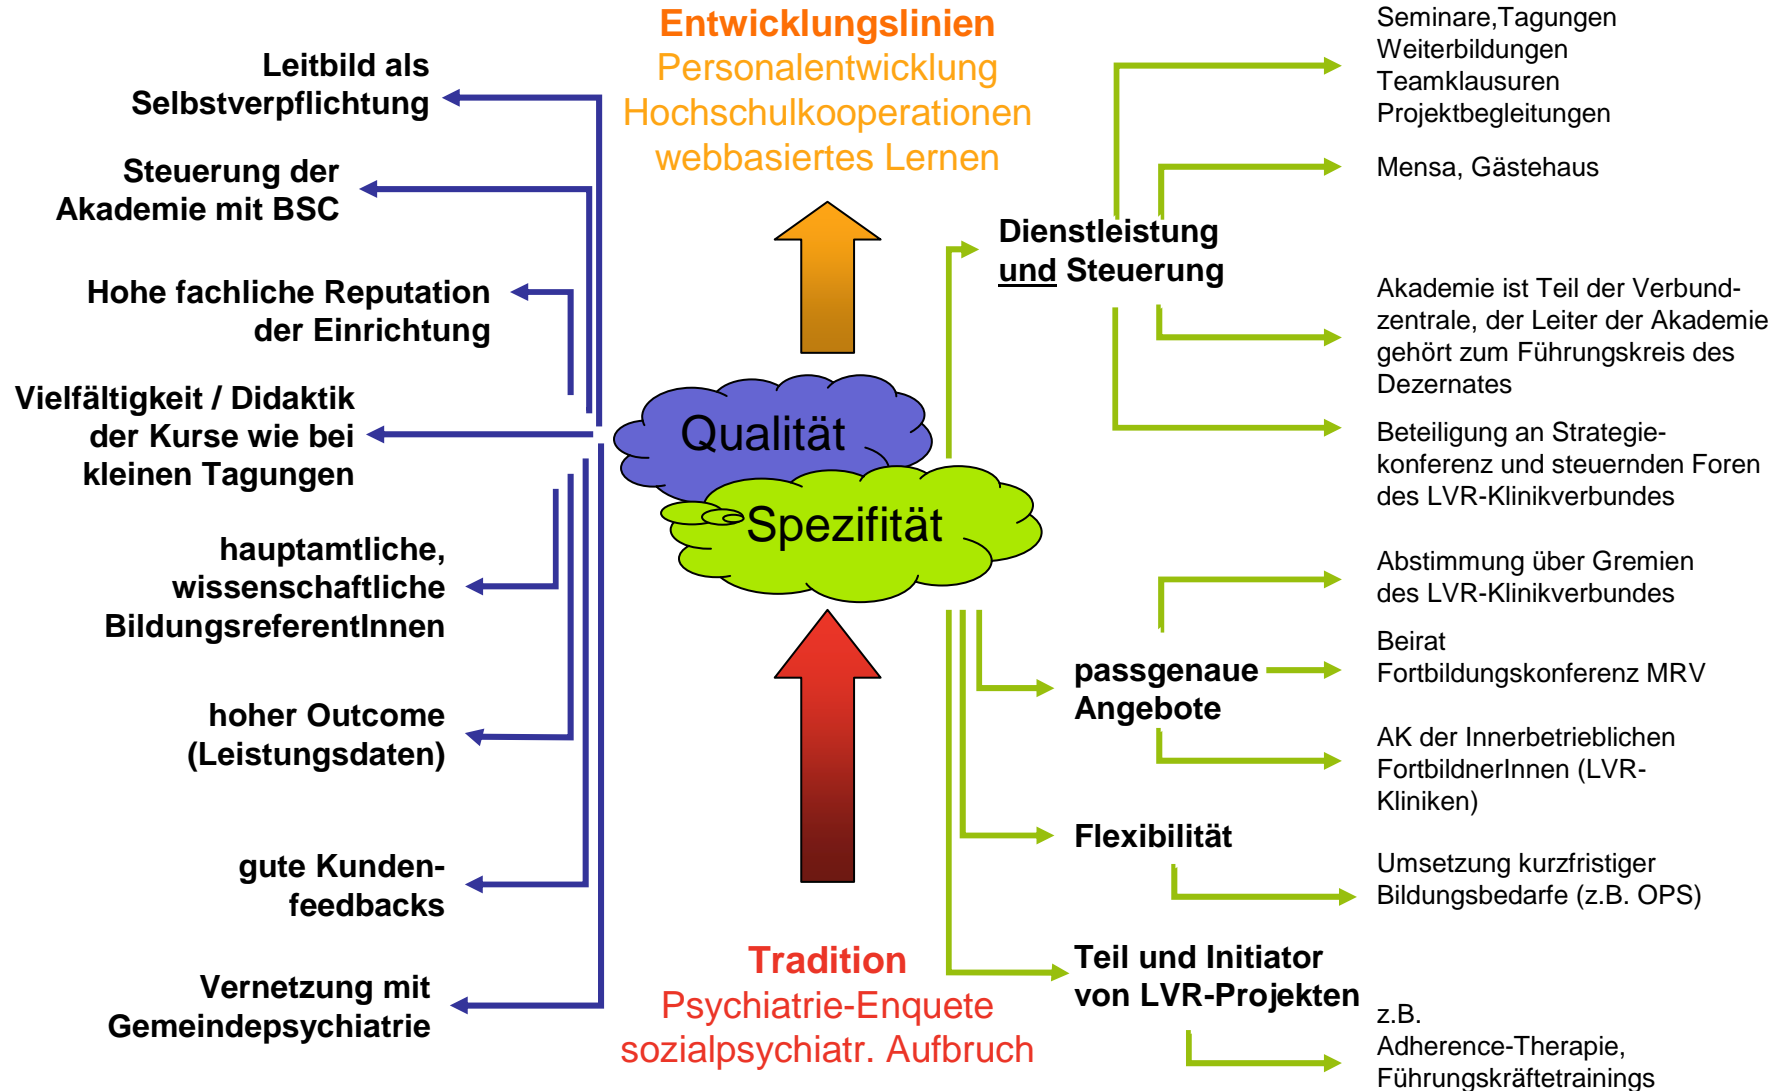 Leitbild als
Selbstverpflichtung
Steuerung der
Akademie mit BSC
Hohe fachliche Reputation
der Einrichtung
Vielfältigkeit / Didaktik
der Kurse wie bei
kleinen Tagungen
hauptamtliche,
wissenschaftliche
BildungsreferentInnen
hoher Outcome
(Leistungsdaten)
gute Kunden-
feedbacks
Vernetzung mit
Gemeindepsychiatrie
Entwicklungslinien
Personalentwicklung
Hochschulkooperationen
webbasiertes Lernen
Qualität
Spezifität
Tradition
Psychiatrie-Enquete
sozialpsychiatr. Aufbruch
Dienstleistung
und Steuerung
Seminare,Tagungen
Weiterbildungen
Teamklausuren
Projektbegleitungen
Mensa, Gästehaus
Akademie ist Teil der Verbund-
zentrale, der Leiter der Akademie
gehört zum Führungskreis des
Dezernates
Beteiligung an Strategie-
konferenz und steuernden Foren
des LVR-Klinikverbundes
passgenaue
Angebote
Abstimmung über Gremien
des LVR-Klinikverbundes
Beirat
Fortbildungskonferenz MRV
AK der Innerbetrieblichen
FortbildnerInnen (LVR-
Kliniken)
Flexibilität
Umsetzung kurzfristiger
Bildungsbedarfe (z.B. OPS)
Teil und Initiator
von LVR-Projekten
z.B.
Adherence-Therapie,
Führungskräftetrainings